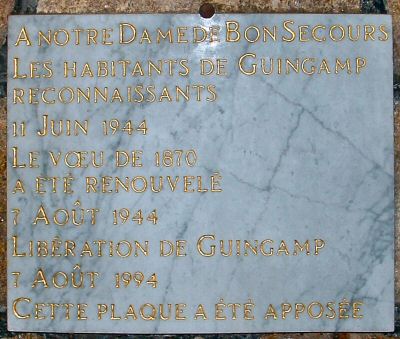 A NOTRE DAME DE BON SECOURS
LES HABITANTS DE GUINGAMP
RECONNAISSANTS
11 JUIN 1944
LE VŒU DE 1870
A ÉTÉ RENOUVELÉ
7 AOÛT 1944
LIBÉRATION DE GUINGAMP
7 AOÛT 1994
CETTE PLAQUE A ÉTÉ APPOSÉE